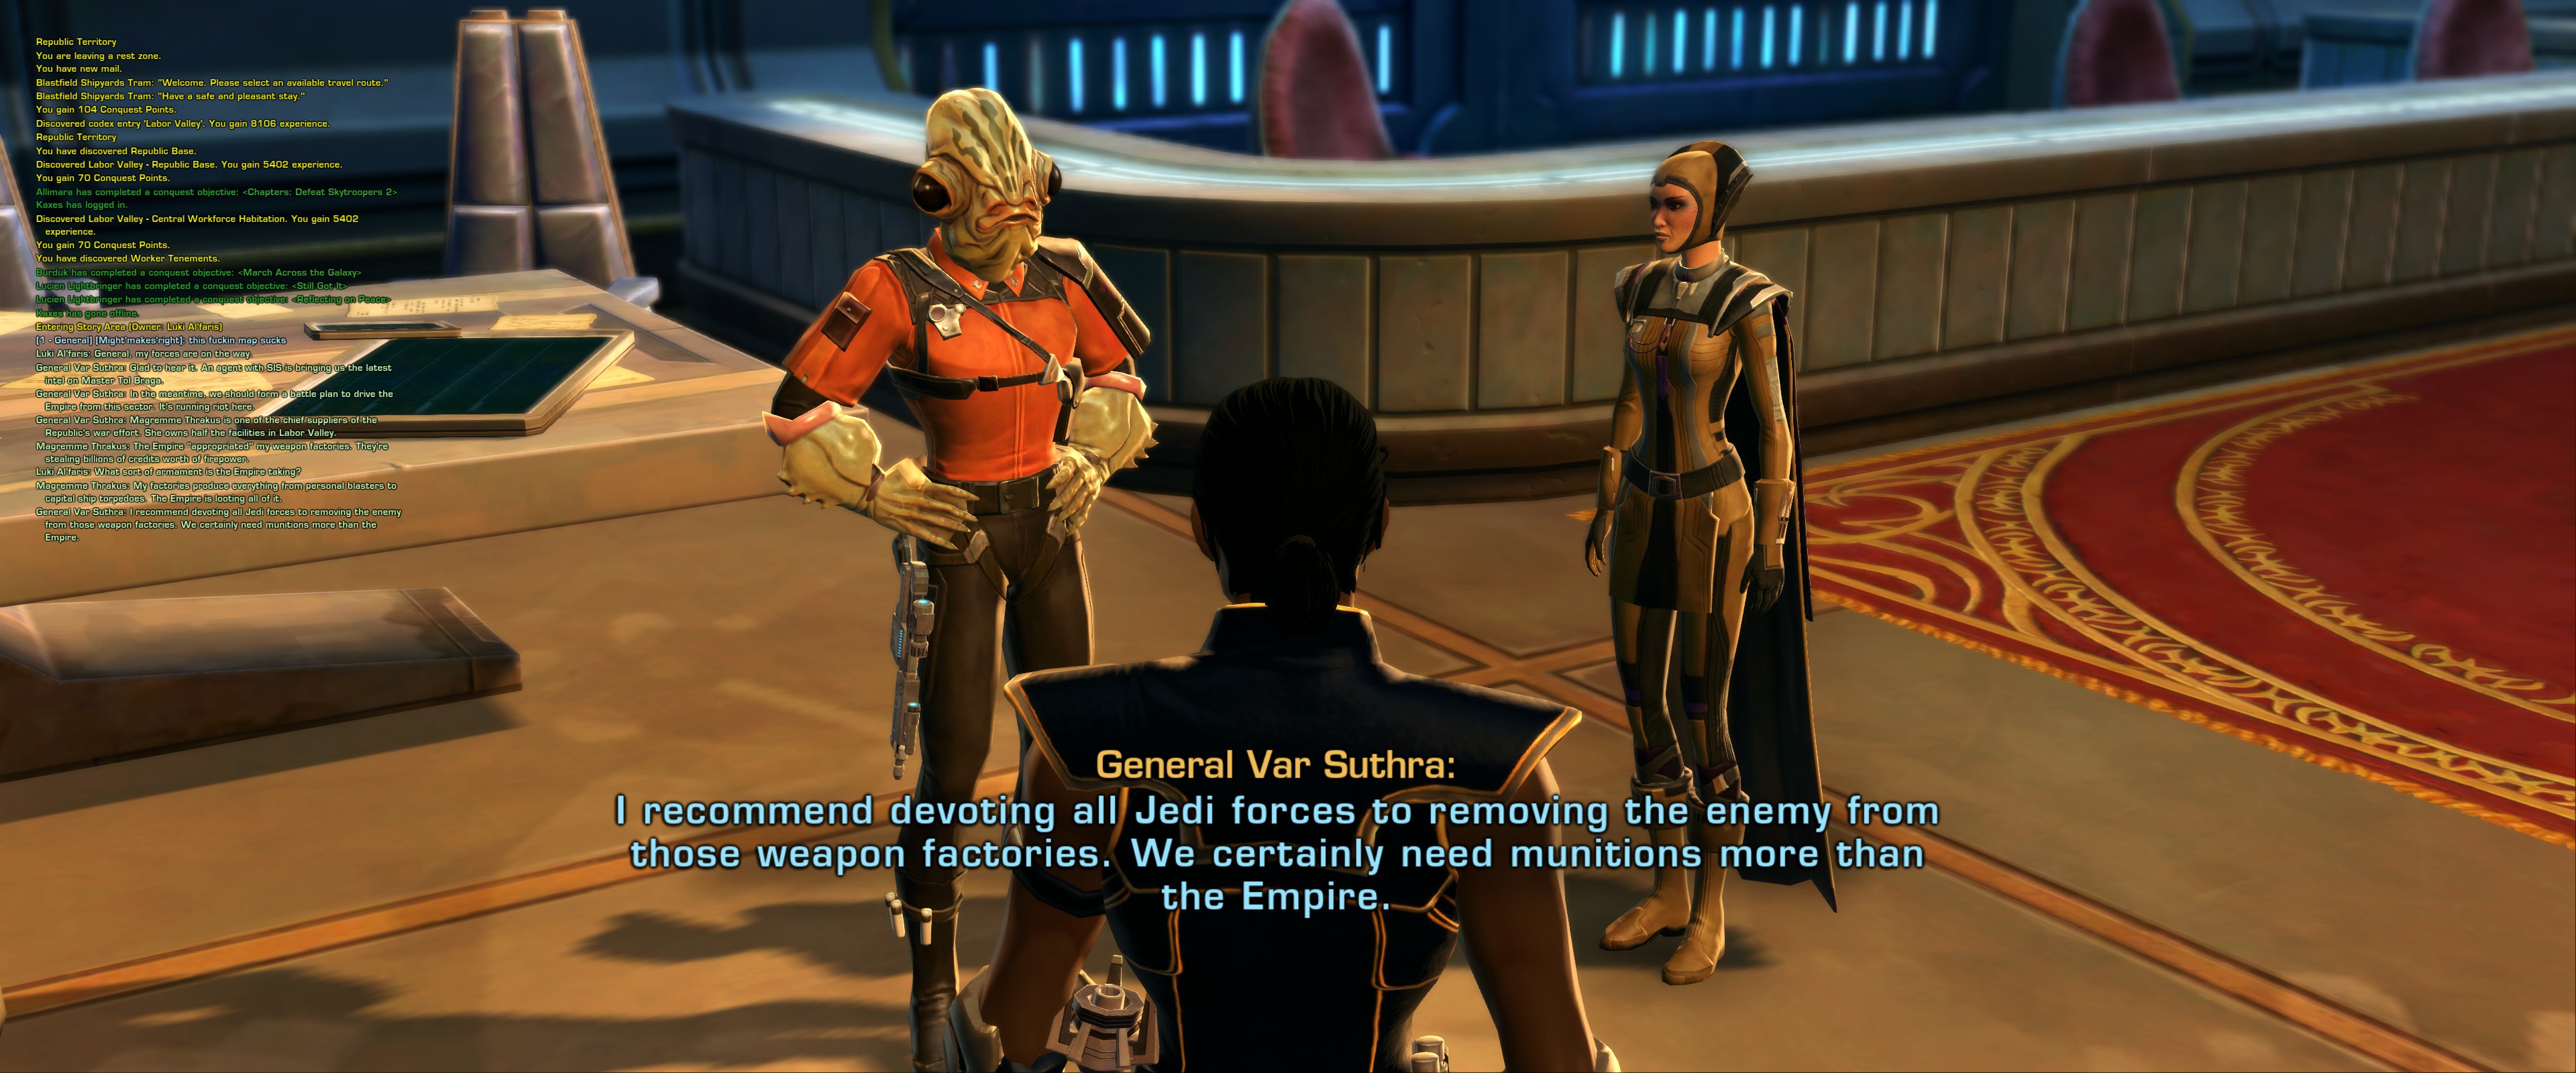 Republic Territory
You are leaving a rest zone.
You have new mail.
Blastfield Shipyards Tram: "Welcome. Please select an available travel route."
Blastfield Shipyards Tram: "Have a safe and pleasant stay."
You gain 104 Conquest Points.
Discovered codex entry 'Labor Valley'. You gain 8106 experience.
Republic Territory
You have discovered Republic Base.
Discovered Labor Valley - Republic Base. You gain 5402 experience.
You gain 70 Conquest Points.
Allimara has completed a conquest objective: <Chapters: Defeat Skytroopers 2>
Kaxes has logged in.
Discovered Labor Valley - Central Workforce Habitation. You gain 5402
experience.
You gain 70 Conquest Points.
You have discovered Worker Tenements.
Burduk has completed a conquest objective: <March Across the Galaxy>
Lucien Lightbringer has completed a conquest objective: <Still Got It>
Lucien Lightbringer has completed a conquest objective: <Reflecting on Peace>
Kaxes has gone offline.
Entering Story Area (Owner: Luki Al'faris)
[1 - General] [Might'makes'right]: this fuckin map sucks
Luki Al'faris: General, my forces are on the way.
General Var Suthra: Glad to hear it. An agent with SIS is bringing us the latest
intel on Master Tol Braga.
General Var Suthra: In the meantime, we should form a battle plan to drive the
Empire from this sector. It's running riot here.
General Var Suthra: Magremme Thrakus is one of the chief suppliers of the
Republic's war effort. She owns half the facilities in Labor Valley.
Magremme Thrakus: The Empire "appropriated" my weapon factories. They're
stealing billions of credits worth of firepower.
Luki Al'faris: What sort of armament is the Empire taking?
Magremme Thrakus: My factories produce everything from personal blasters to
capital ship torpedoes. The Empire is looting all of it.
General Var Suthra: I recommend devoting all Jedi forces to removing the enemy
from those weapon factories. We certainly need munitions more than the
Empire.
General Var Suthra:
I recommend devoting all Jedi forces to removing the enemy from
those weapon factories. We certainly need munitions more than
the Empire.